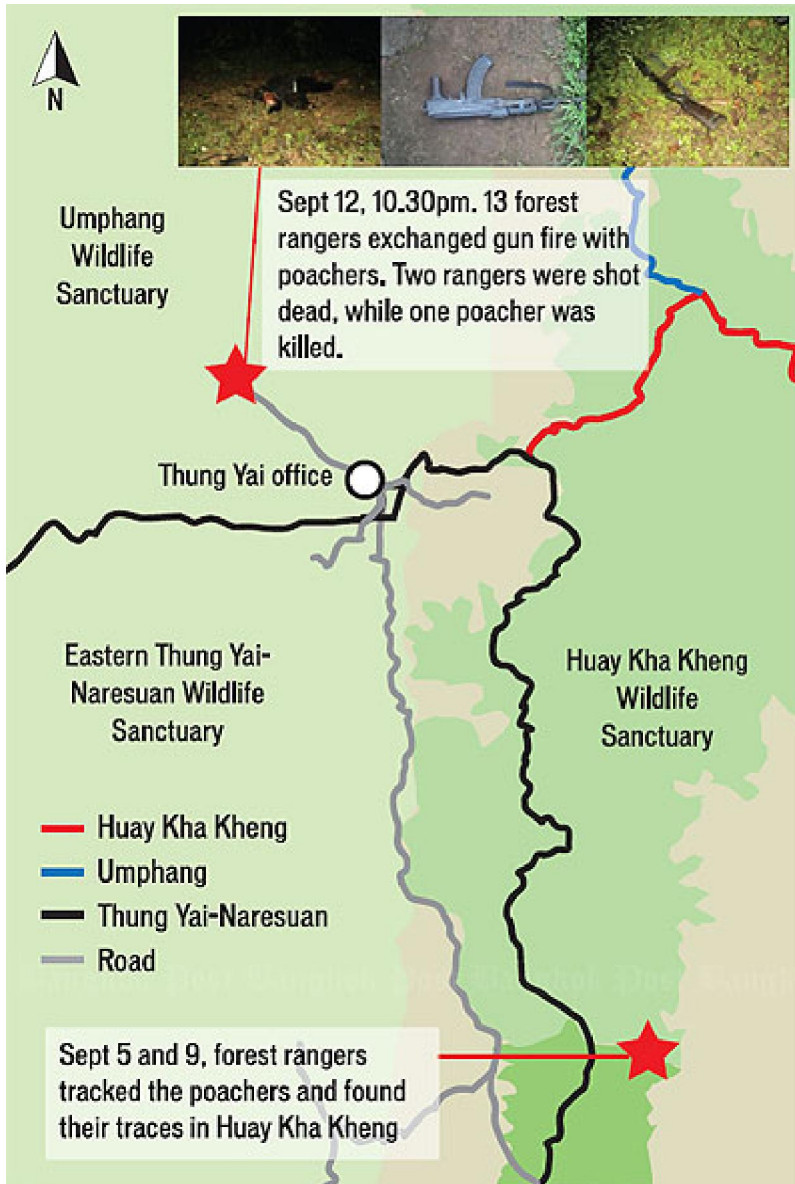 N
Umphang
Wildlife
Sanctuary
Sept 12, 10.30pm. 13 forest
rangers exchanged gun fire with
poachers. Two rangers were shot
dead, while one poacher was
killed.
Thung Yai office
Eastern Thung Yai-
Naresuan Wildlife
Sanctuary
Huay Kha Kheng
Wildlife
Sanctuary
Huay Kha Kheng
Umphang
Thung Yai-Naresuan
Road
Sept 5 and 9, forest rangers
tracked the poachers and found
their traces in Huay Kha Kheng